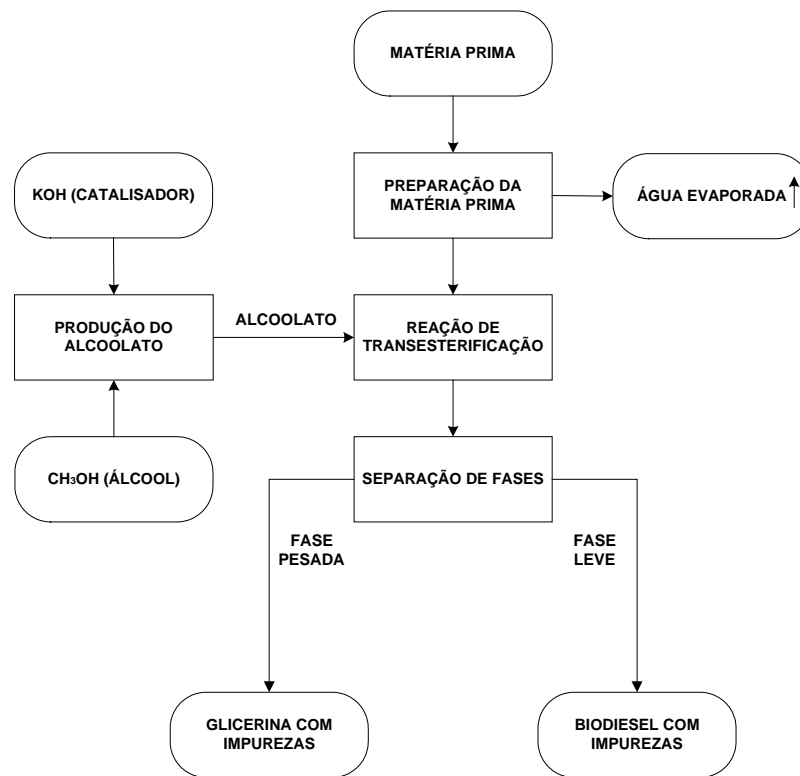 MATÉRIA PRIMA
KOH (CATALISADOR)
PREPARAÇÃO DA
MATÉRIA PRIMA
ÁGUA EVAPORADA
PRODUÇÃO DO
ALCOOLATO
ALCOOLATO
REAÇÃO DE
TRANSESTERIFICAÇÃO
CH₃OH (ÁLCOOL)
SEPARAÇÃO DE FASES
FASE
PESADA
FASE
LEVE
GLICERINA COM
IMPUREZAS
BIODIESEL COM
IMPUREZAS